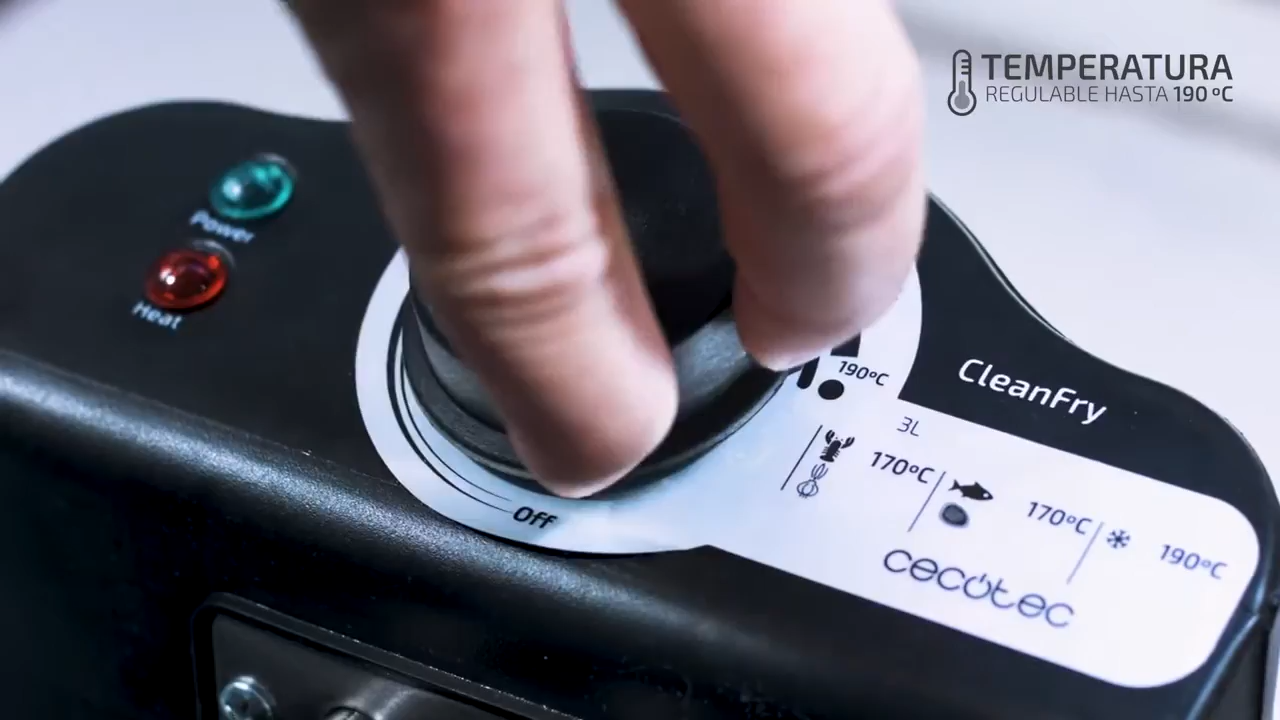 TEMPERATURA
REGULABLE HASTA 190 ºC
Power
Heat
190ºC
CleanFry
3L
170ºC
170ºC
190ºC
Off
cecotec